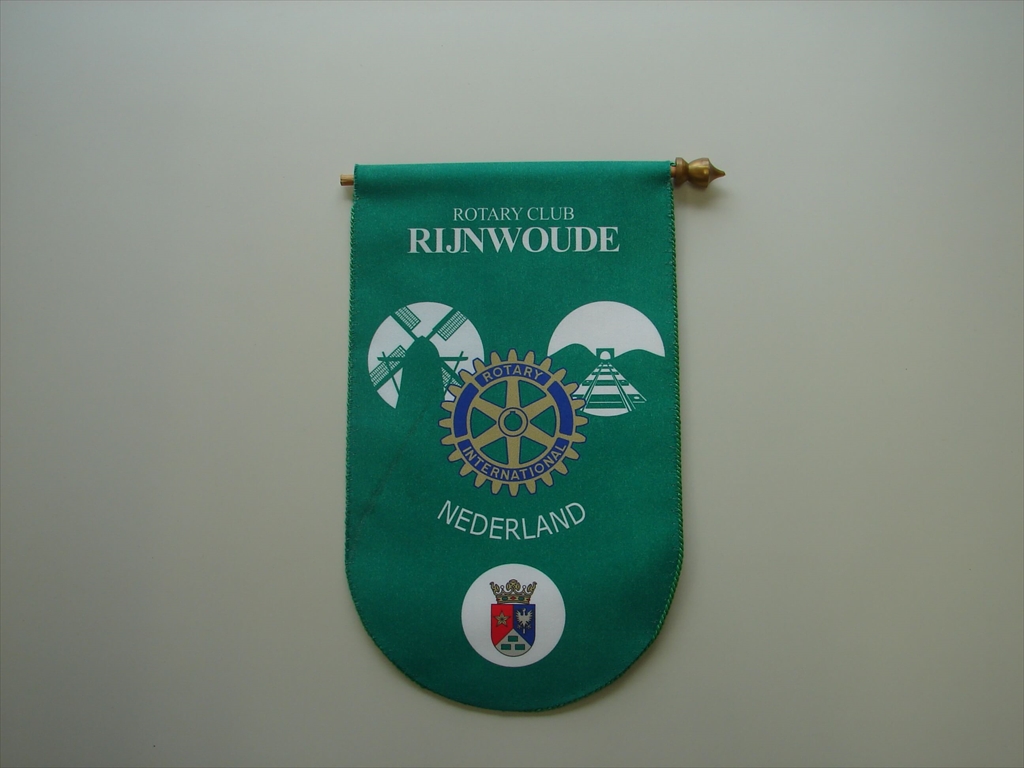 ROTARY CLUB
RIJNWOUDE
ROTARY
INTERNATIONAL
NEDERLAND